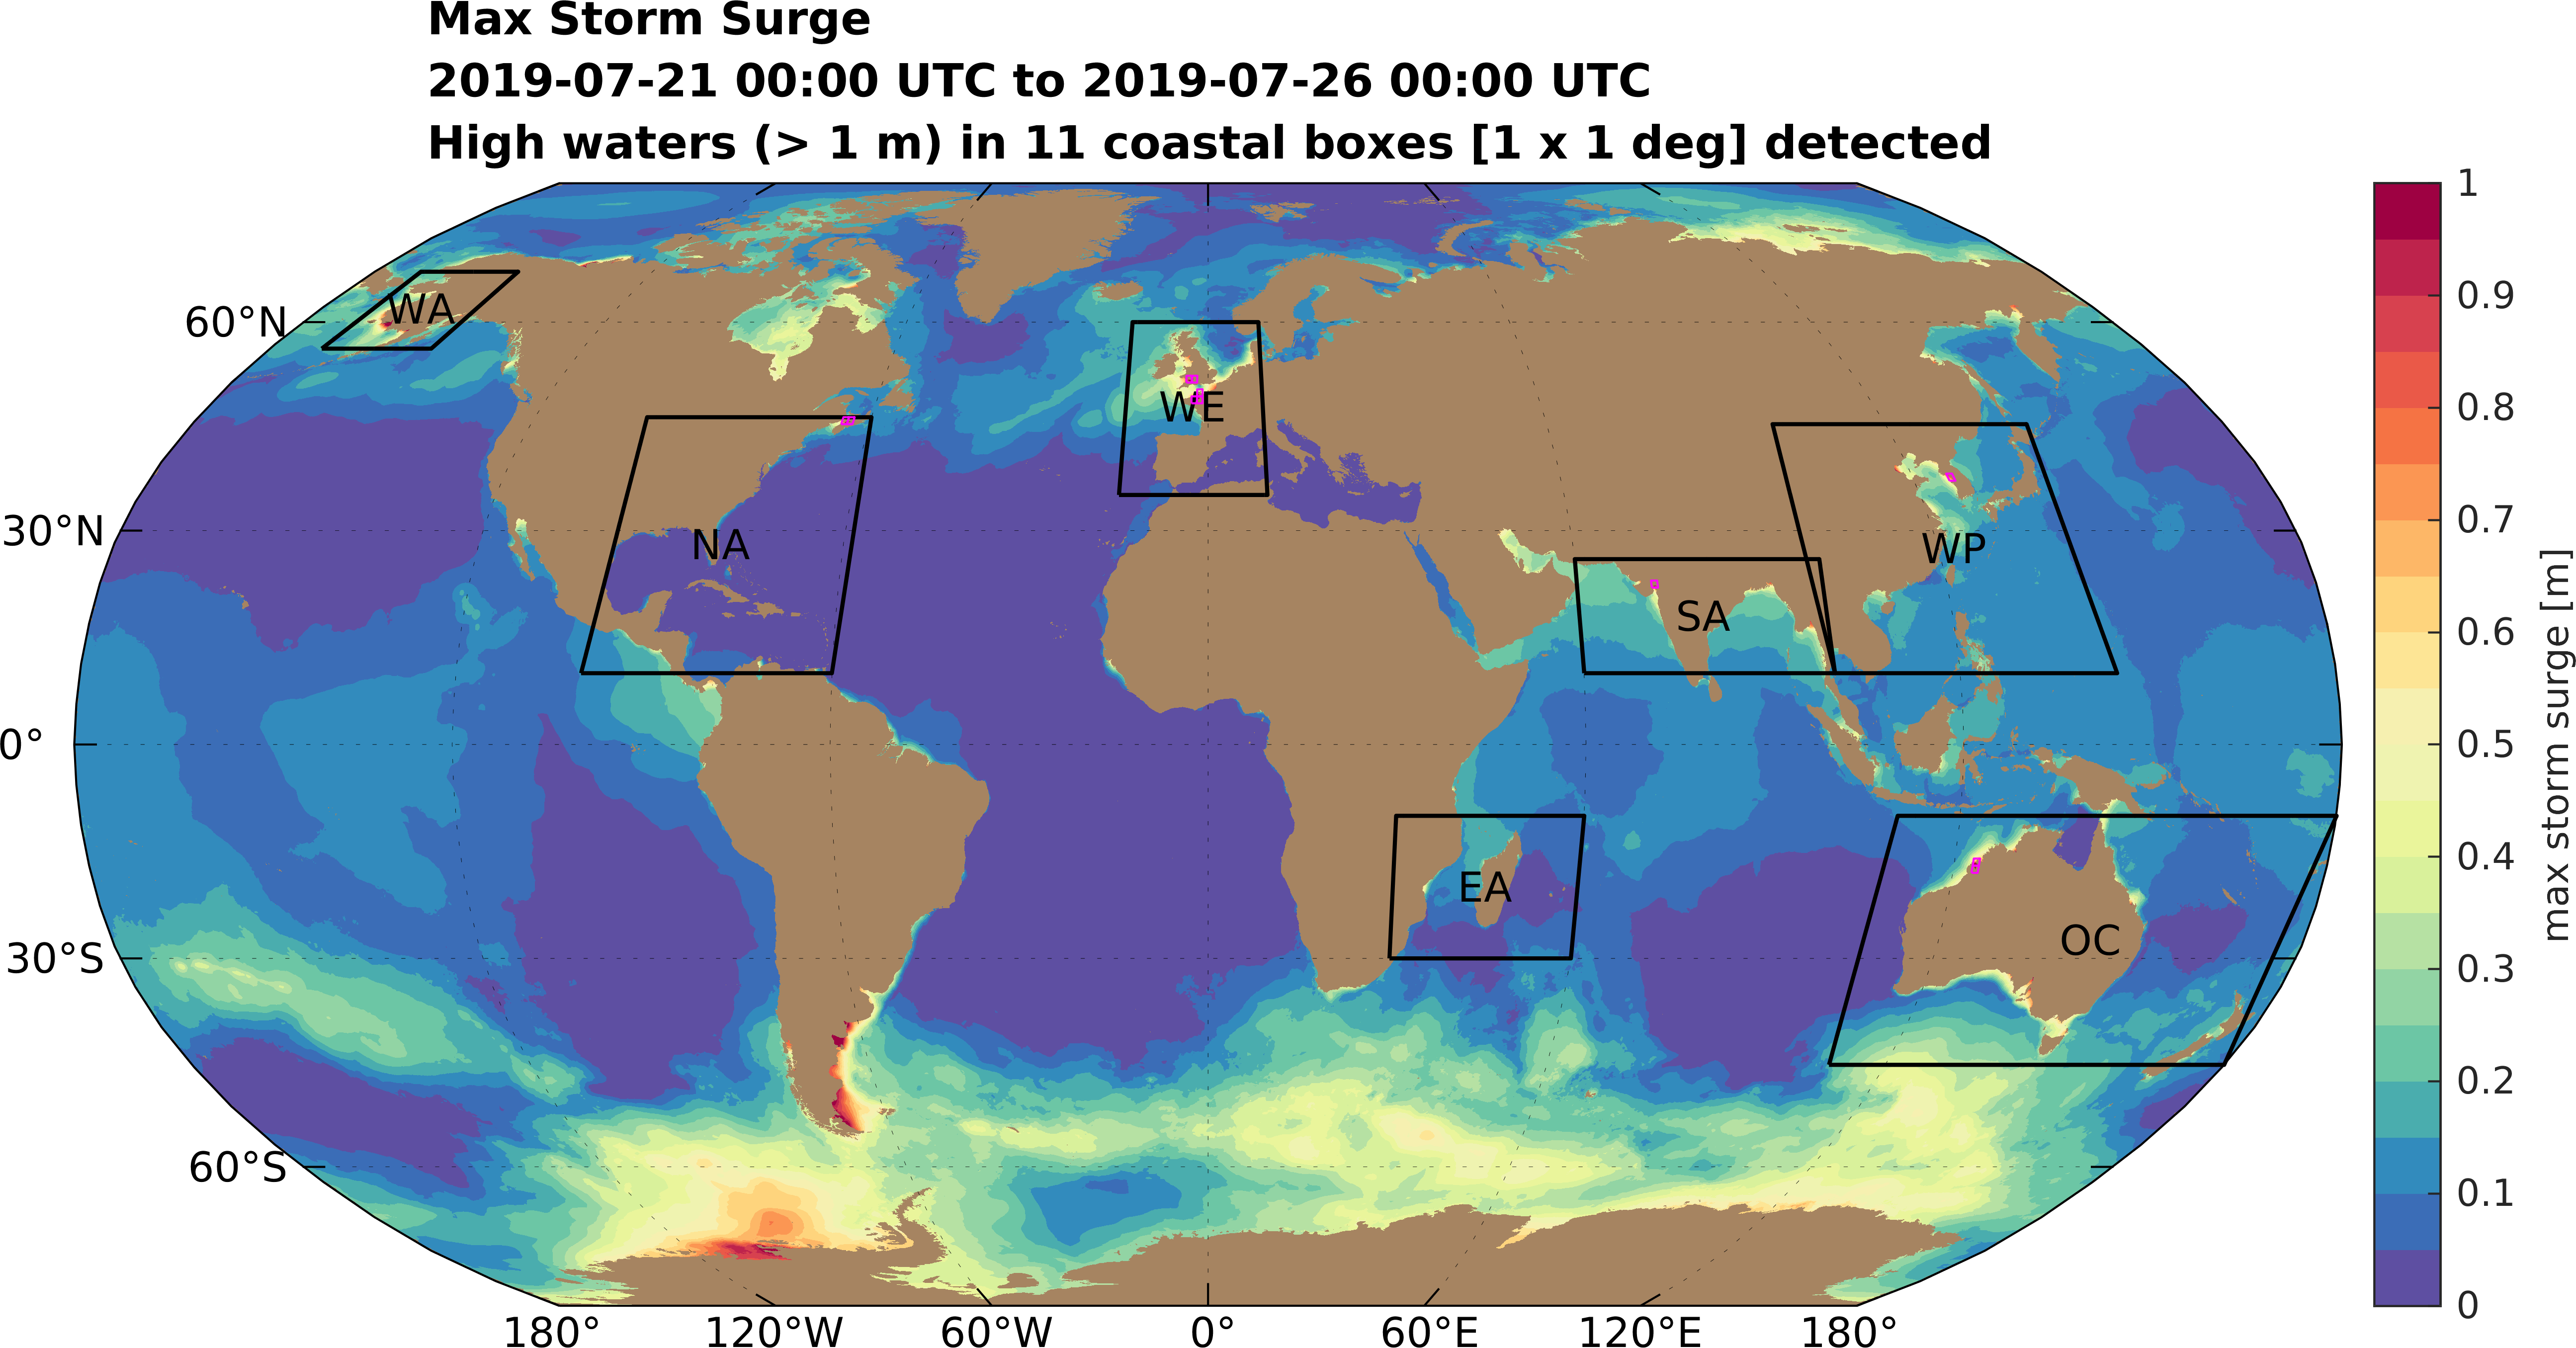 Max Storm Surge
2019-07-21 00:00 UTC to 2019-07-26 00:00 UTC
High waters (> 1 m) in 11 coastal boxes [1 x 1 deg] detected
60°N
30°N
0°
30°S
60°S
WA
NA
WE
SA
WP
EA
OC
180°
120°W
60°W
0°
60°E
120°E
180°
1
0.9
0.8
0.7
0.6
0.5
0.4
0.3
0.2
0.1
0
max storm surge [m]